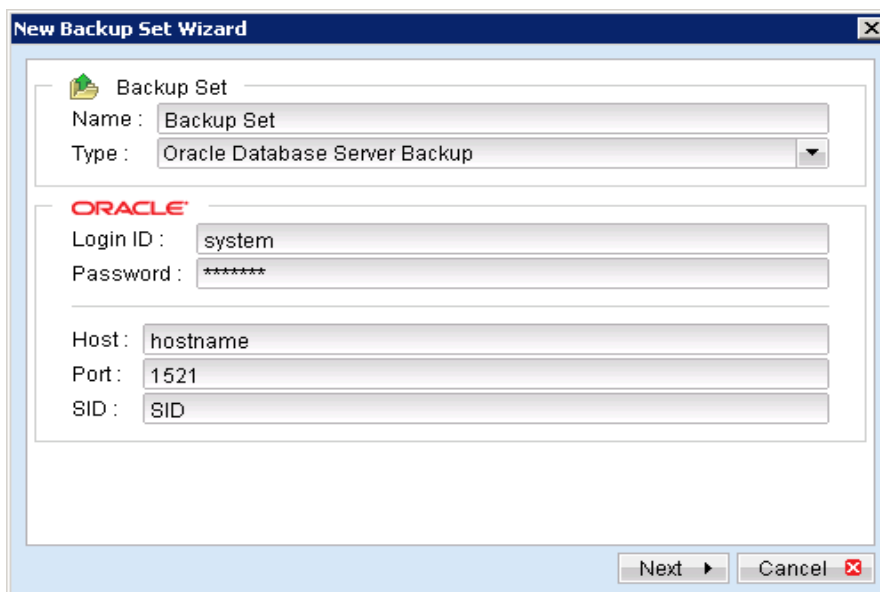 New Backup Set Wizard
Backup Set
Name : Backup Set
Type : Oracle Database Server Backup
ORACLE
Login ID : system
Password : *******
Host : hostname
Port : 1521
SID : SID
Next Cancel